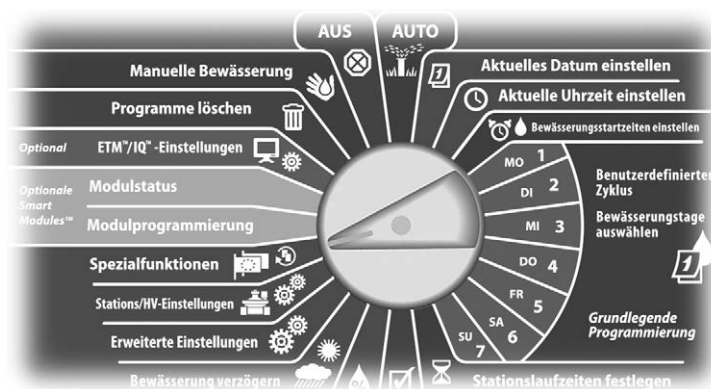 AUS
AUTO
Manuelle Bewässerung
Programme löschen
Optional
ETM™/IQ™ -Einstellungen
Optionale
Smart
Modules™
Modulstatus
Modulprogrammierung
Spezialfunktionen
Stations/HV-Einstellungen
Erweiterte Einstellungen
Bewässerung verzögern
1
Aktuelles Datum einstellen
Aktuelle Uhrzeit einstellen
Bewässerungsstartzeiten einstellen
MO 1
DI 2
MI 3
DO 4
FR 5
SA 6
SU 7
Benutzerdefinierter
Zyklus
Bewässerungstage
auswählen
1
Grundlegende
Programmierung
Stationslaufzeiten festlegen
%